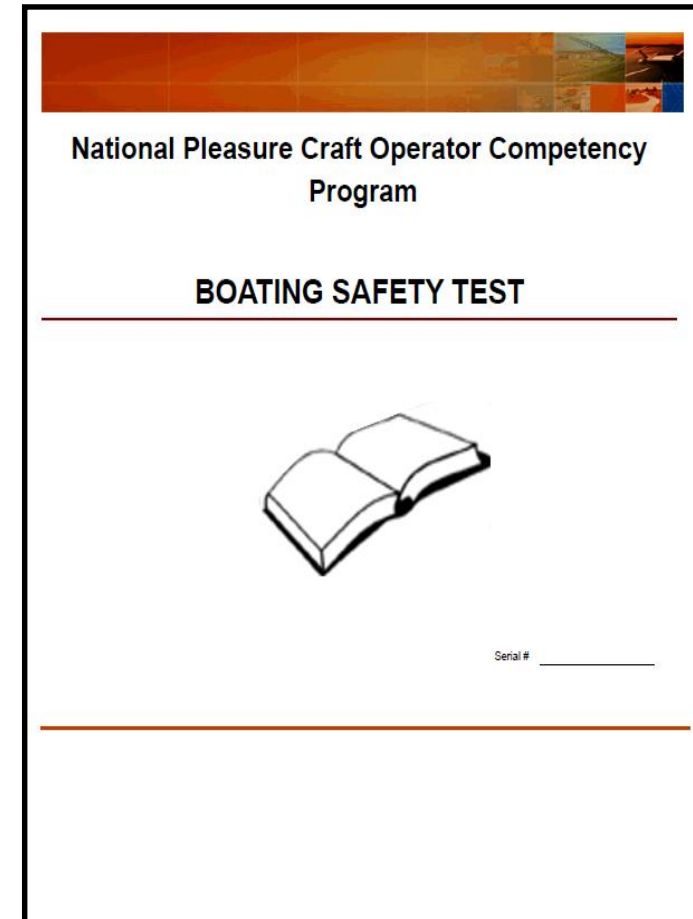 National Pleasure Craft Operator Competency
Program
BOATING SAFETY TEST
Serial #